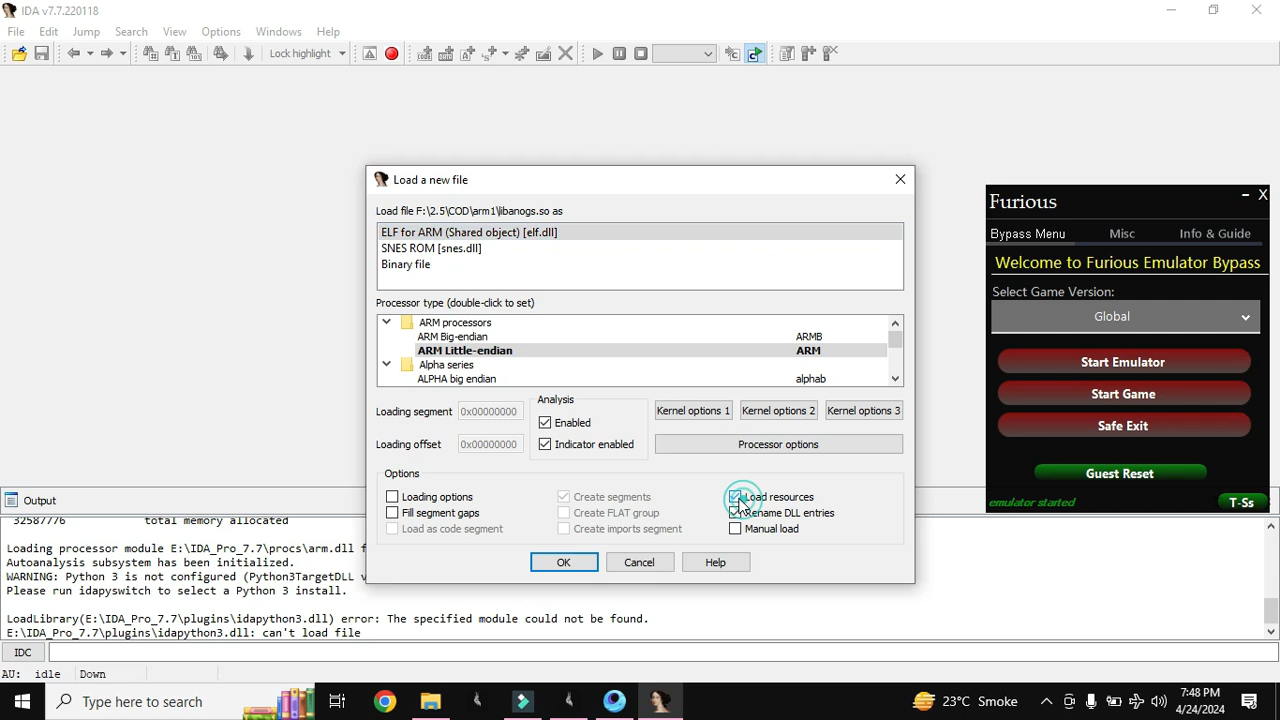 IDA v7.7.220118
File Edit Jump Search View Options Windows Help
Lock highlight
Load a new file
Load file F:\2.5\COD\arm1\libanogs.so as
ELF for ARM (Shared object) [elf.dll]
SNES ROM [snes.dll]
Binary file
Processor type (double-click to set)
ARM processors
ARM Big-endian ARMB
ARM Little-endian ARM
Alpha series
ALPHA big endian alphab
Loading segment 0x00000000
Loading offset 0x00000000
Analysis
Enabled
Indicator enabled
Kernel options 1 Kernel options 2 Kernel options 3
Processor options
Options
Loading options Create segments Load resources
Fill segment gaps Create FLAT group Rename DLL entries
Load as code segment Create imports segment Manual load
OK Cancel Help
Furious – X
Bypass Menu Misc Info & Guide
Welcome to Furious Emulator Bypass
Select Game Version:
Global
Start Emulator
Start Game
Safe Exit
Guest Reset
emulator started T-Ss
Output
32587776 total memory allocated
Loading processor module E:\IDA_Pro_7.7\procs\arm.dll f
Autoanalysis subsystem has been initialized.
WARNING: Python 3 is not configured (Python3TargetDLL v
Please run idapyswitch to select a Python 3 install.
LoadLibrary(E:\IDA_Pro_7.7\plugins\idapython3.dll) error: The specified module could not be found.
E:\IDA_Pro_7.7\plugins\idapython3.dll: can't load file
IDC
AU: idle Down
Type here to search
23°C Smoke
7:48 PM
4/24/2024